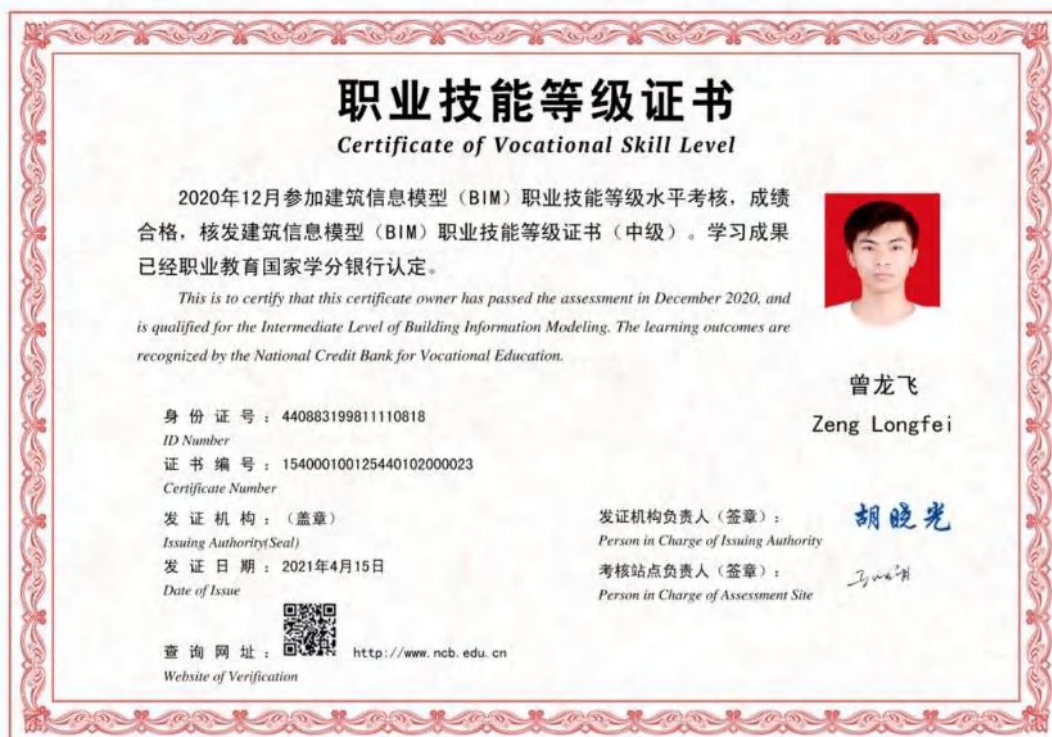 职业技能等级证书
Certificate of Vocational Skill Level
2020年12月参加建筑信息模型（BIM）职业技能等级水平考核，成绩
合格，核发建筑信息模型（BIM）职业技能等级证书（中级）。学习成果
已经职业教育国家学分银行认定。
This is to certify that this certificate owner has passed the assessment in December 2020, and
is qualified for the Intermediate Level of Building Information Modeling. The learning outcomes are
recognized by the National Credit Bank for Vocational Education.
曾龙飞
Zeng Longfei
身份证号：440883199811110818
ID Number
证书编号：154000100125440102000023
Certificate Number
发证机构：（盖章）
Issuing Authority(Seal)
发证日期：2021年4月15日
Date of Issue
查询网址：http://www.ncb.edu.cn
Website of Verification
发证机构负责人（签章）：胡晓光
Person in Charge of Issuing Authority
考核站点负责人（签章）：
Person in Charge of Assessment Site